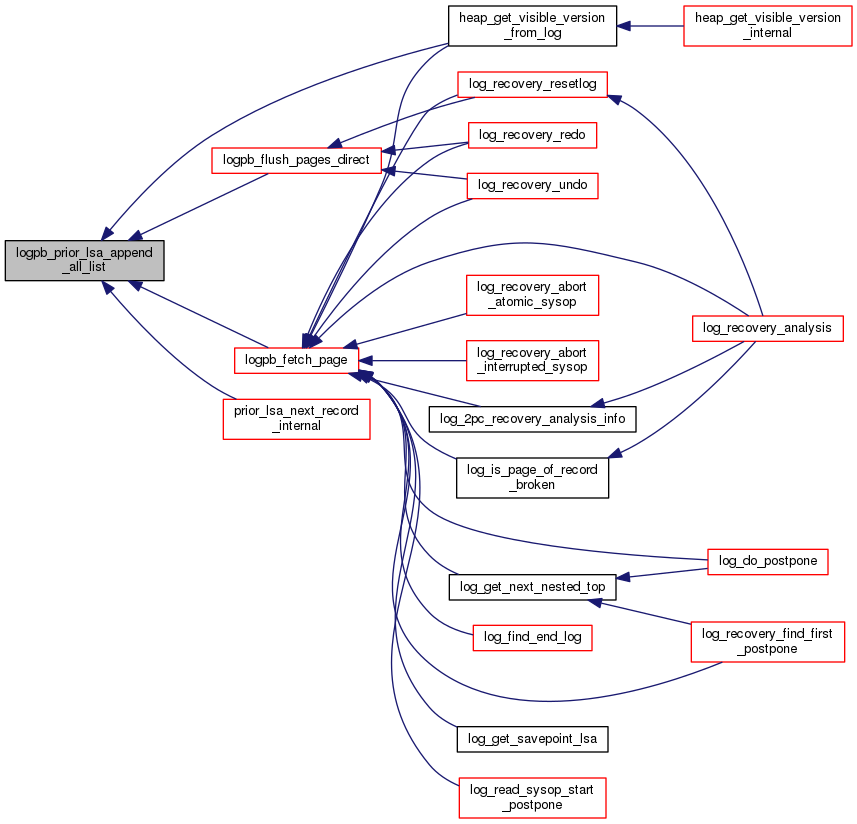 heap_get_visible_version
_from_log
heap_get_visible_version
_internal
log_recovery_resetlog
log_recovery_redo
logpb_flush_pages_direct
log_recovery_undo
logpb_prior_lsa_append
_all_list
log_recovery_abort
_atomic_sysop
log_recovery_analysis
logpb_fetch_page
log_recovery_abort
_interrupted_sysop
prior_lsa_next_record
_internal
log_2pc_recovery_analysis_info
log_is_page_of_record
_broken
log_do_postpone
log_get_next_nested_top
log_find_end_log
log_recovery_find_first
_postpone
log_get_savepoint_lsa
log_read_sysop_start
_postpone